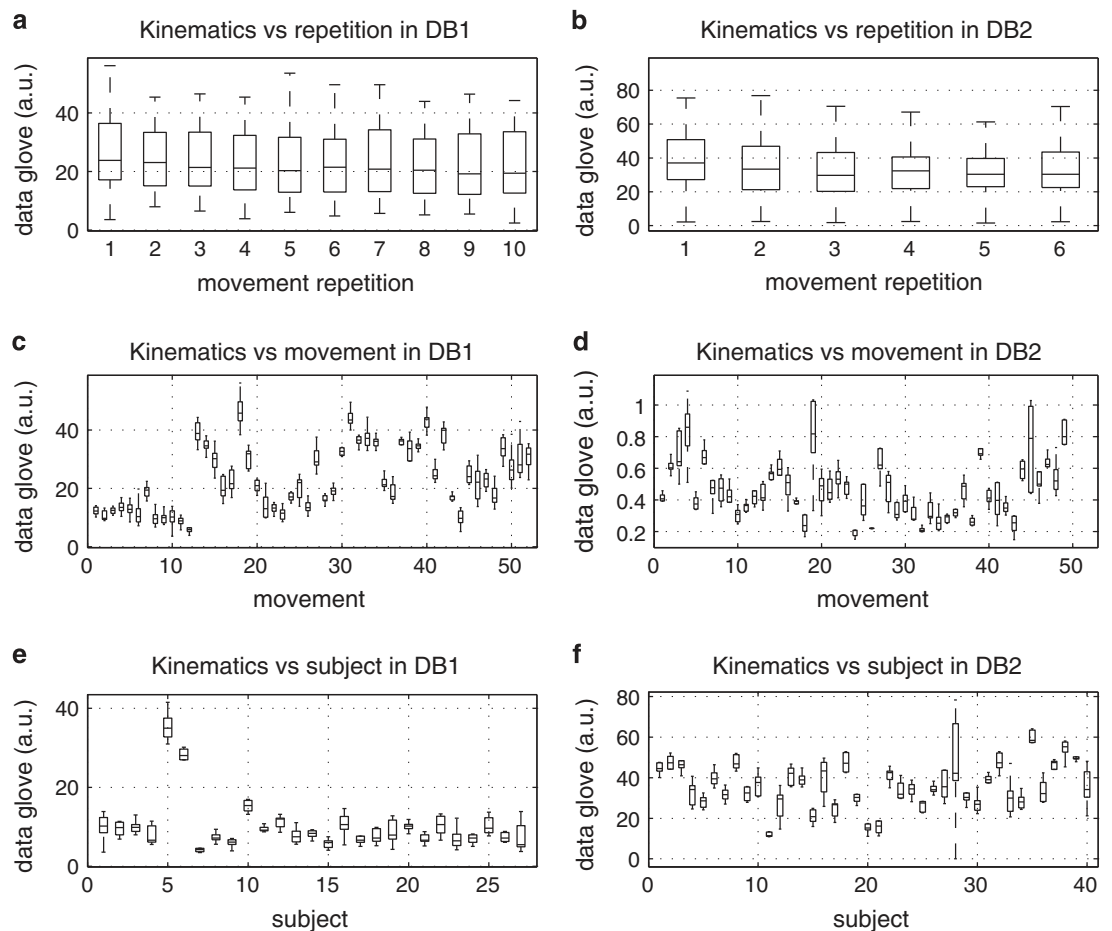 a
Kinematics vs repetition in DB1
data glove (a.u.)
40
20
0
1 2 3 4 5 6 7 8 9 10
movement repetition
b
Kinematics vs repetition in DB2
data glove (a.u.)
80
60
40
20
0
1 2 3 4 5 6
movement repetition
c
Kinematics vs movement in DB1
data glove (a.u.)
40
20
0
0 10 20 30 40 50
movement
d
Kinematics vs movement in DB2
data glove (a.u.)
1
0.8
0.6
0.4
0.2
0 10 20 30 40 50
movement
e
Kinematics vs subject in DB1
data glove (a.u.)
40
20
0
0 5 10 15 20 25
subject
f
Kinematics vs subject in DB2
data glove (a.u.)
80
60
40
20
0
0 10 20 30 40
subject